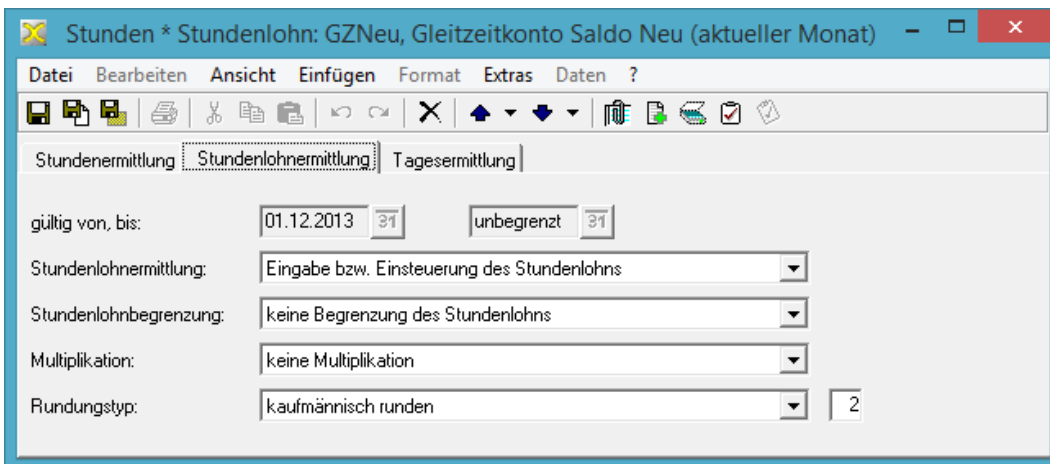 Stunden * Stundenlohn: GZNeu, Gleitzeitkonto Saldo Neu (aktueller Monat)
Datei Bearbeiten Ansicht Einfügen Format Extras Daten ?
Stundenermittlung Stundenlohnermittlung Tagesermittlung
gültig von, bis: 01.12.2013 31 unbegrenzt 31
Stundenlohnermittlung: Eingabe bzw. Einsteuerung des Stundenlohns
Stundenlohnbegrenzung: keine Begrenzung des Stundenlohns
Multiplikation: keine Multiplikation
Rundungstyp: kaufmännisch runden 2